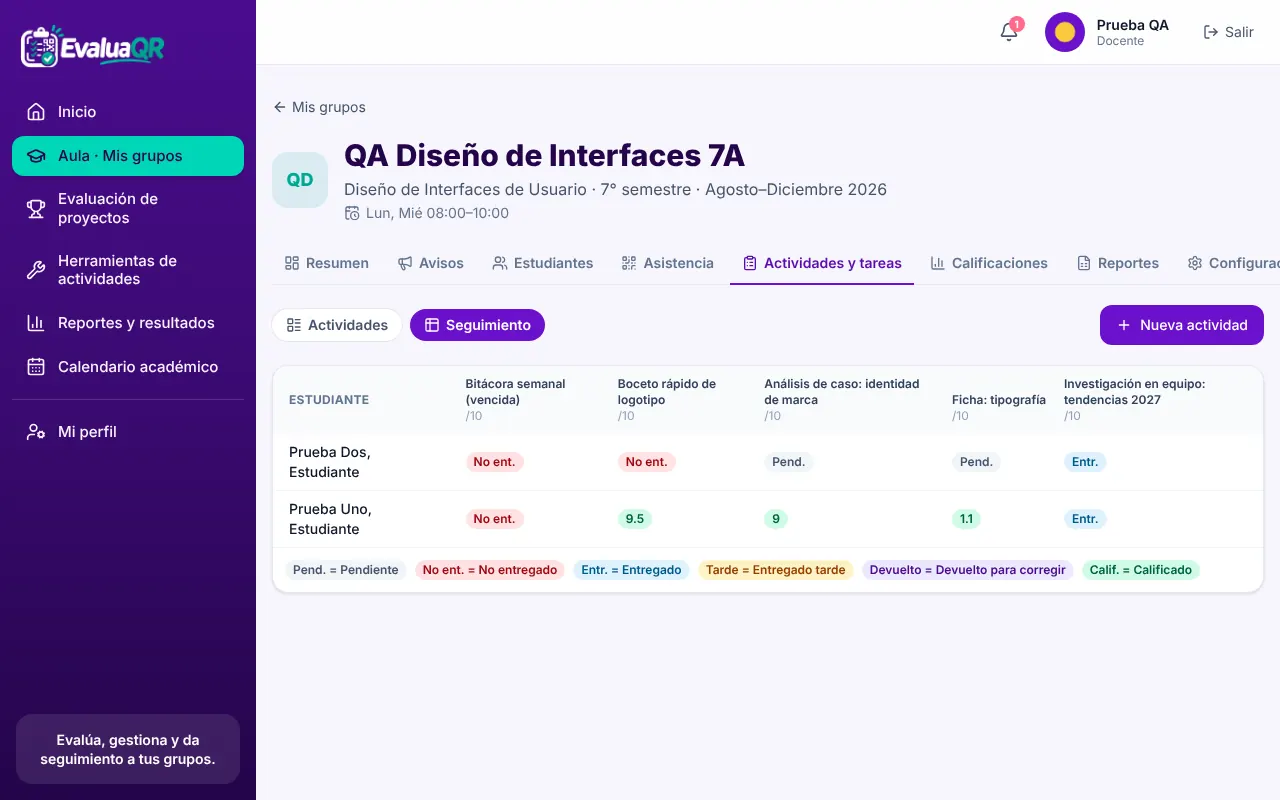 EvaluaQR
1
Prueba QA
Docente
Salir
Inicio
Aula · Mis grupos
Evaluación de
proyectos
Herramientas de
actividades
Reportes y resultados
Calendario académico
Mi perfil
Evalúa, gestiona y da
seguimiento a tus grupos.
Mis grupos
QD
QA Diseño de Interfaces 7A
Diseño de Interfaces de Usuario · 7° semestre · Agosto–Diciembre 2026
Lun, Mié 08:00–10:00
Resumen Avisos Estudiantes Asistencia Actividades y tareas Calificaciones Reportes Configurac
Actividades Seguimiento + Nueva actividad
ESTUDIANTE
Bitácora semanal
(vencida)
/10
Boceto rápido de
logotipo
/10
Análisis de caso: identidad
de marca
/10
Ficha: tipografía
/10
Investigación en equipo:
tendencias 2027
/10
Prueba Dos,
Estudiante
No ent. No ent. Pend. Pend. Entr.
Prueba Uno,
Estudiante
No ent. 9.5 9 1.1 Entr.
Pend. = Pendiente No ent. = No entregado Entr. = Entregado Tarde = Entregado tarde Devuelto = Devuelto para corregir Calif. = Calificado